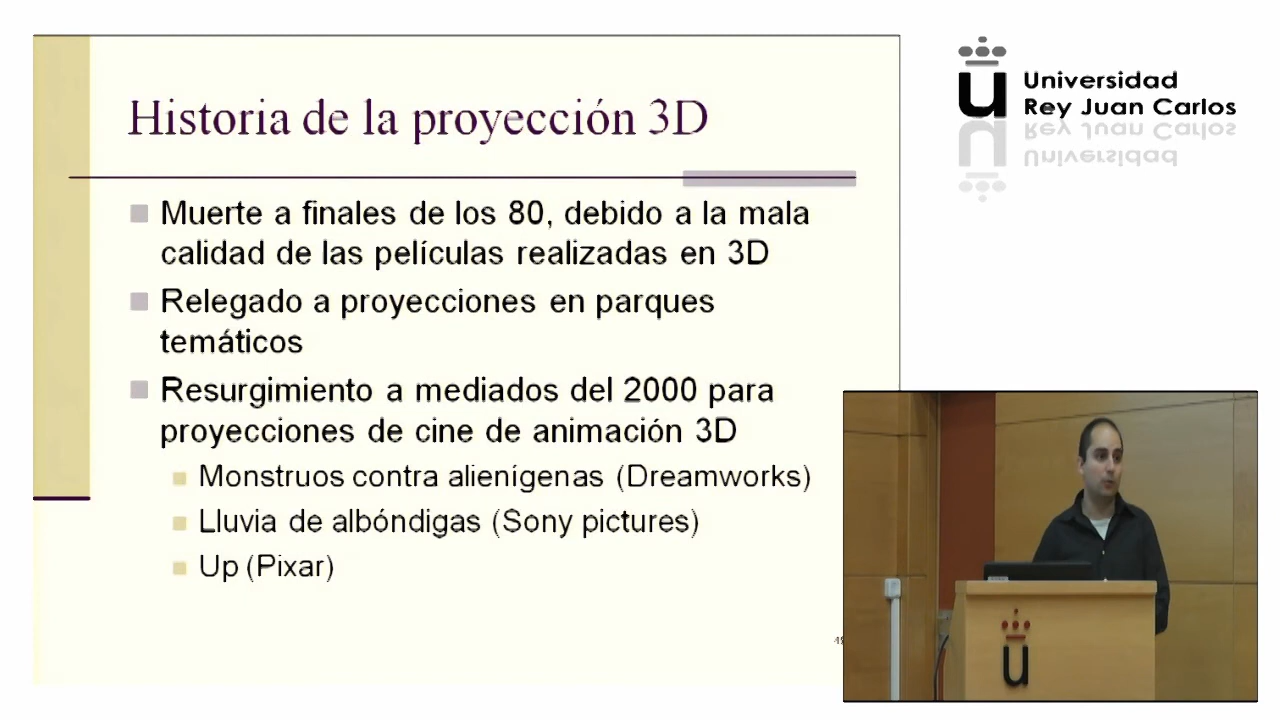 Historia de la proyección 3D
Muerte a finales de los 80, debido a la mala
calidad de las películas realizadas en 3D
Relegado a proyecciones en parques
temáticos
Resurgimiento a mediados del 2000 para
proyecciones de cine de animación 3D
Monstruos contra alienígenas (Dreamworks)
Lluvia de albóndigas (Sony pictures)
Up (Pixar)
u
Universidad
Rey Juan Carlos
Rey Juan Carlos
Universidad
u